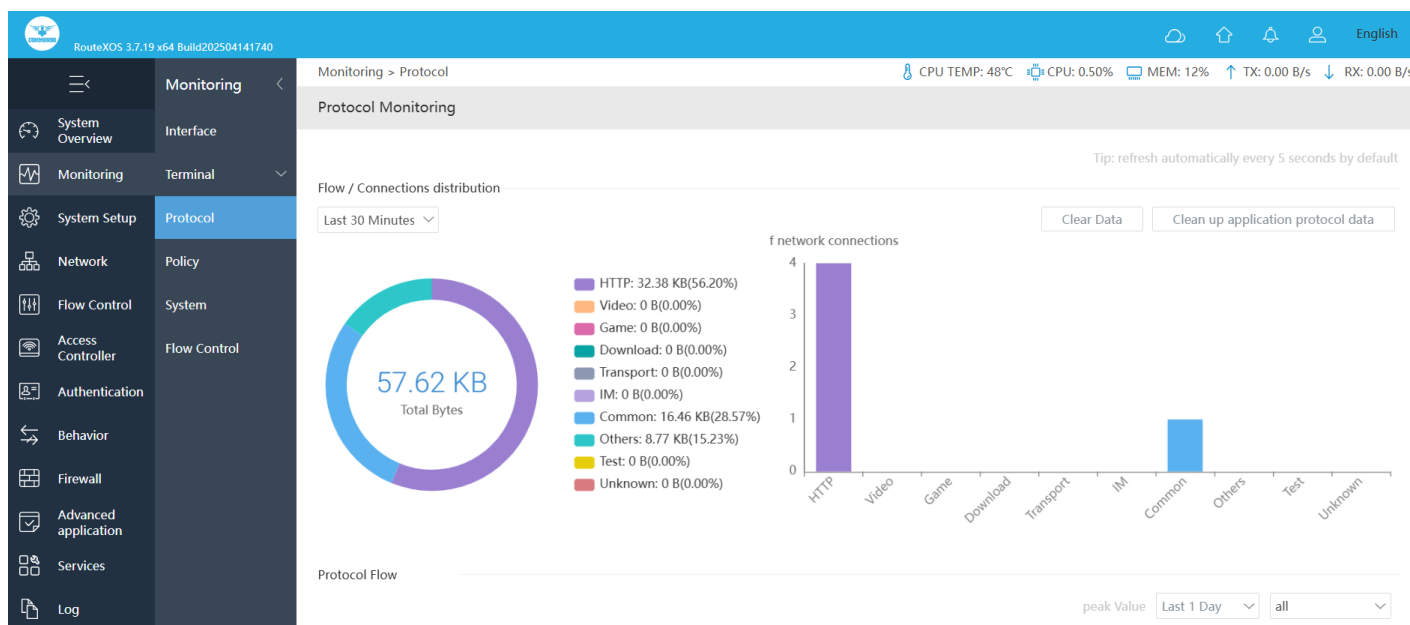 RouteXOS 3.7.19 x64 Build202504141740
English
Monitoring
Monitoring > Protocol
CPU TEMP: 48℃
CPU: 0.50%
MEM: 12%
TX: 0.00 B/s
RX: 0.00 B/s
Protocol Monitoring
System
Overview
Monitoring
System Setup
Network
Flow Control
Access
Controller
Authentication
Behavior
Firewall
Advanced
application
Services
Log
Interface
Terminal
Protocol
Policy
System
Flow Control
Tip: refresh automatically every 5 seconds by default
Flow / Connections distribution
Last 30 Minutes
Clear Data
Clean up application protocol data
57.62 KB
Total Bytes
HTTP: 32.38 KB(56.20%)
Video: 0 B(0.00%)
Game: 0 B(0.00%)
Download: 0 B(0.00%)
Transport: 0 B(0.00%)
IM: 0 B(0.00%)
Common: 16.46 KB(28.57%)
Others: 8.77 KB(15.23%)
Test: 0 B(0.00%)
Unknown: 0 B(0.00%)
f network connections
4
3
2
1
0
HTTP
Video
Game
Download
Transport
IM
Common
Others
Test
Unknown
Protocol Flow
peak Value
Last 1 Day
all